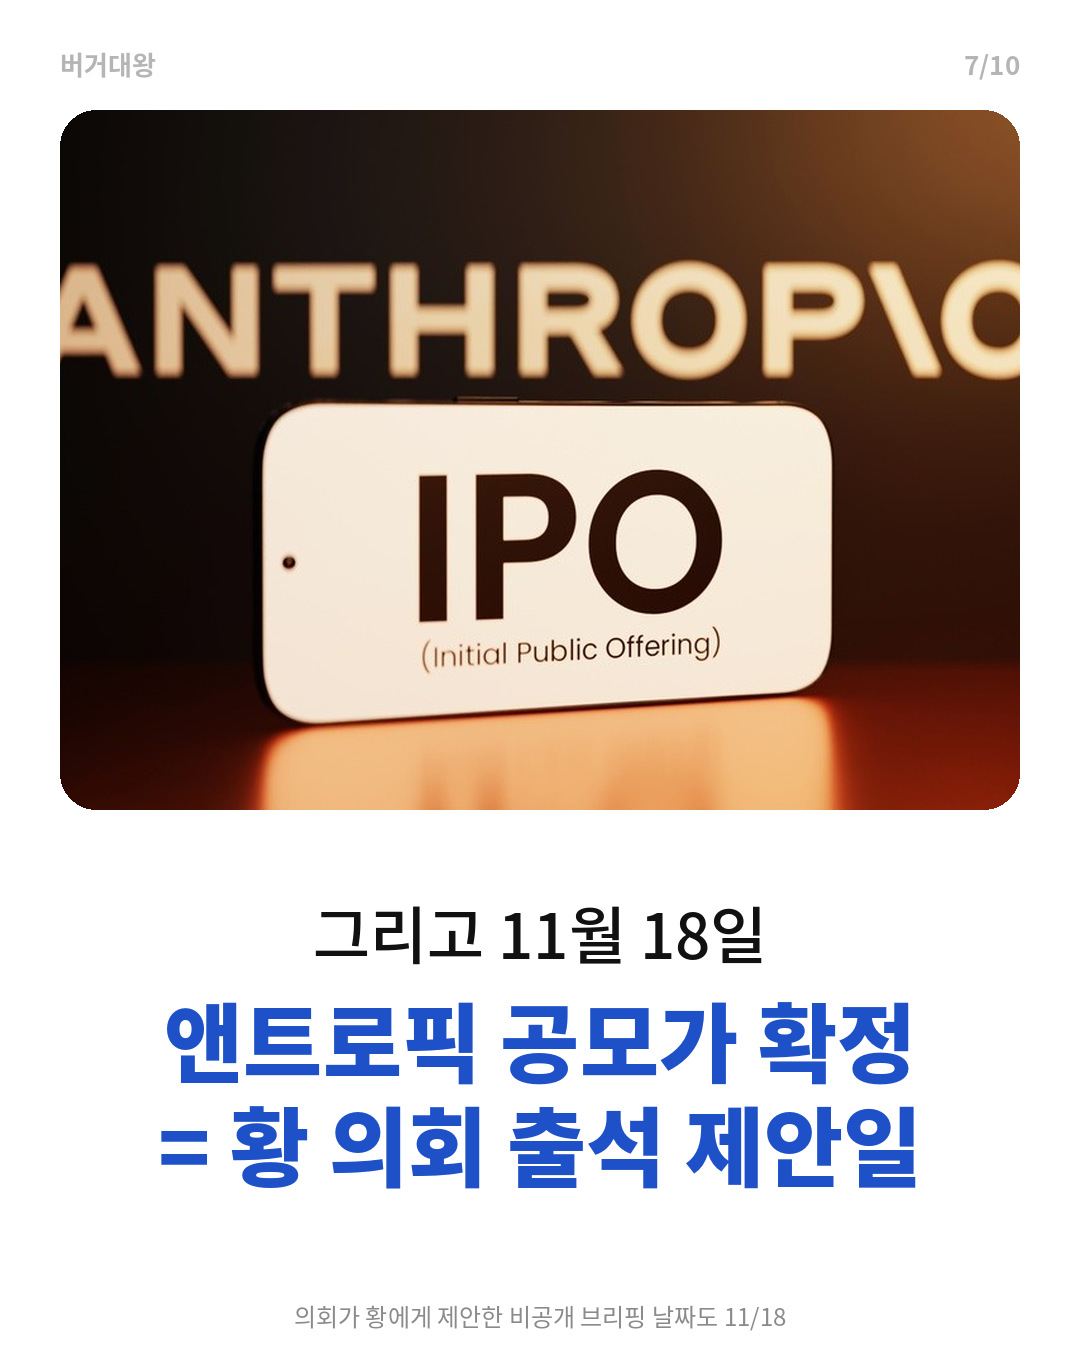 버거대왕
7/10
ANTHROP\C
IPO
(Initial Public Offering)
그리고 11월 18일
앤트로픽 공모가 확정
= 황 의회 출석 제안일
의회가 황에게 제안한 비공개 브리핑 날짜도 11/18